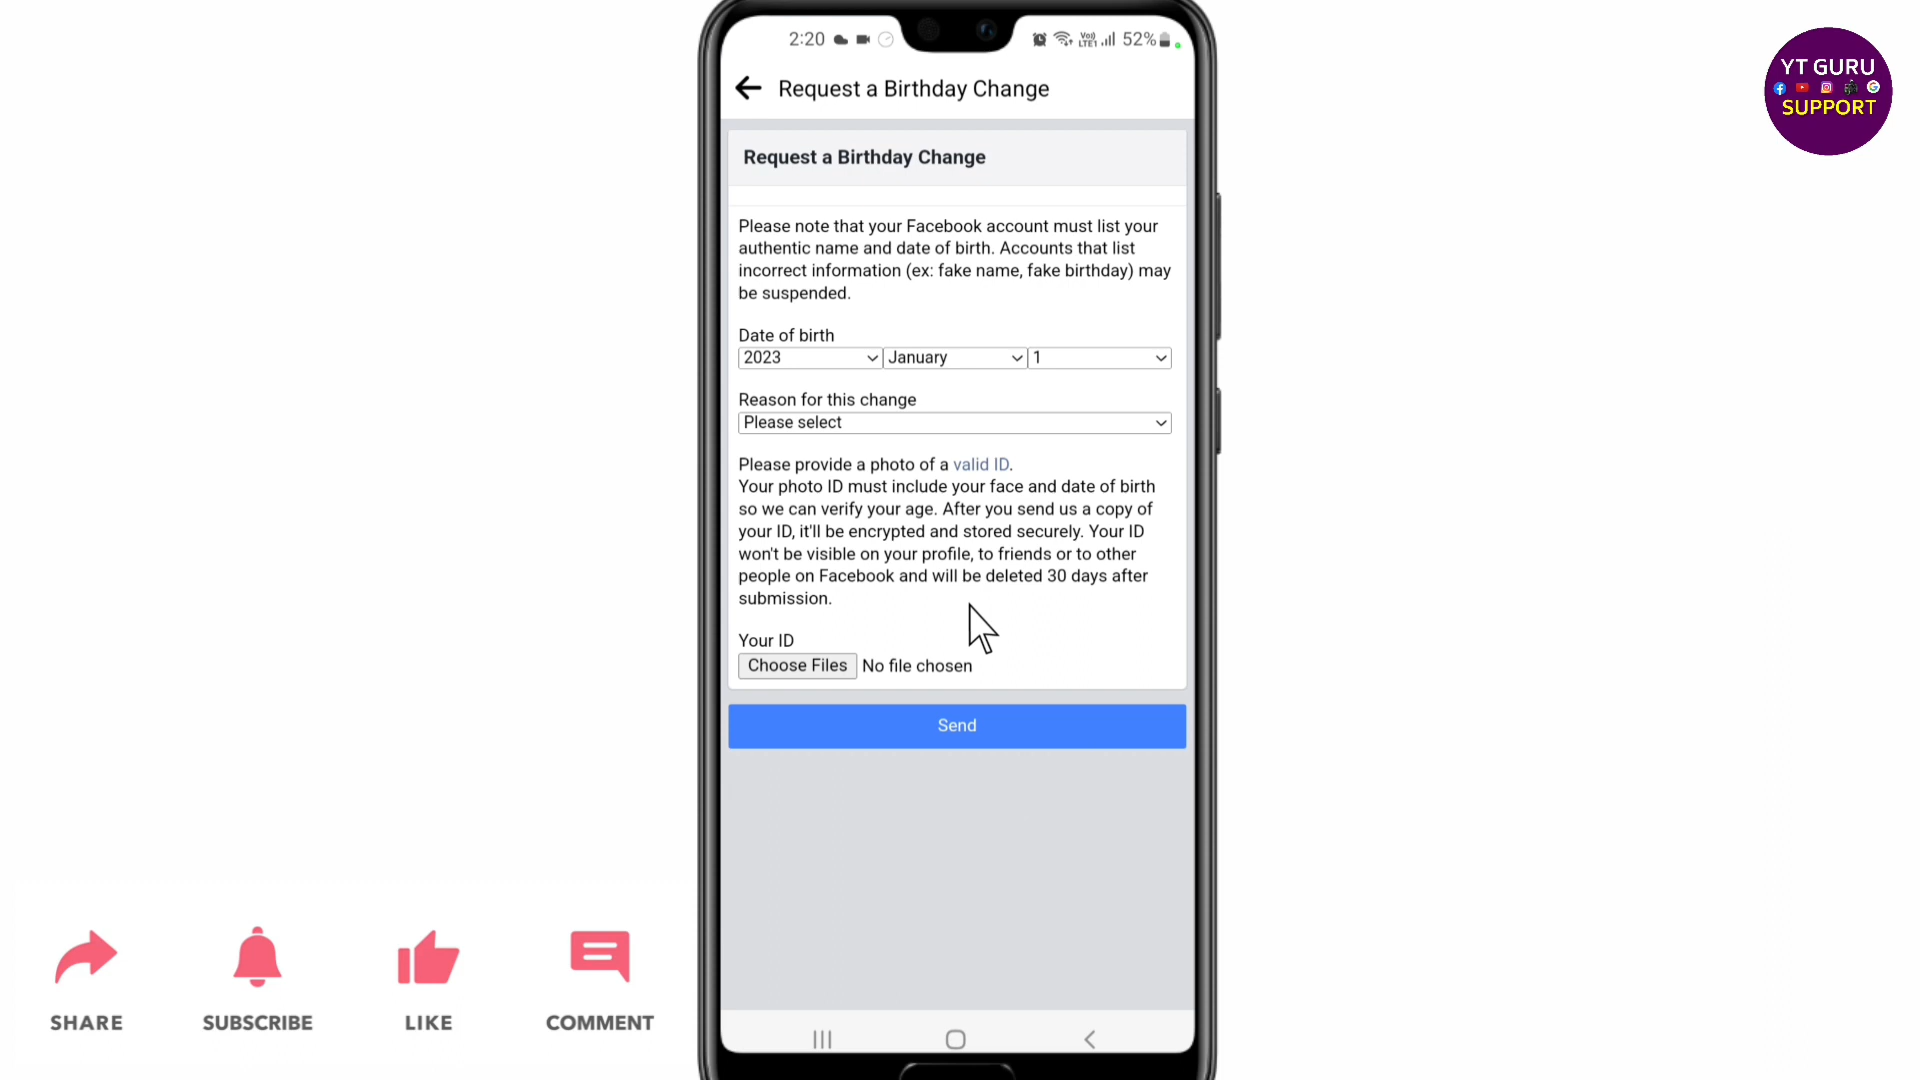 2:20
Vo)
LTE1
52%
YT GURU
SUPPORT
Request a Birthday Change
Request a Birthday Change
Please note that your Facebook account must list your
authentic name and date of birth. Accounts that list
incorrect information (ex: fake name, fake birthday) may
be suspended.
Date of birth
2023 January 1
Reason for this change
Please select
Please provide a photo of a valid ID.
Your photo ID must include your face and date of birth
so we can verify your age. After you send us a copy of
your ID, it'll be encrypted and stored securely. Your ID
won't be visible on your profile, to friends or to other
people on Facebook and will be deleted 30 days after
submission.
Your ID
Choose Files No file chosen
Send
SHARE SUBSCRIBE LIKE COMMENT